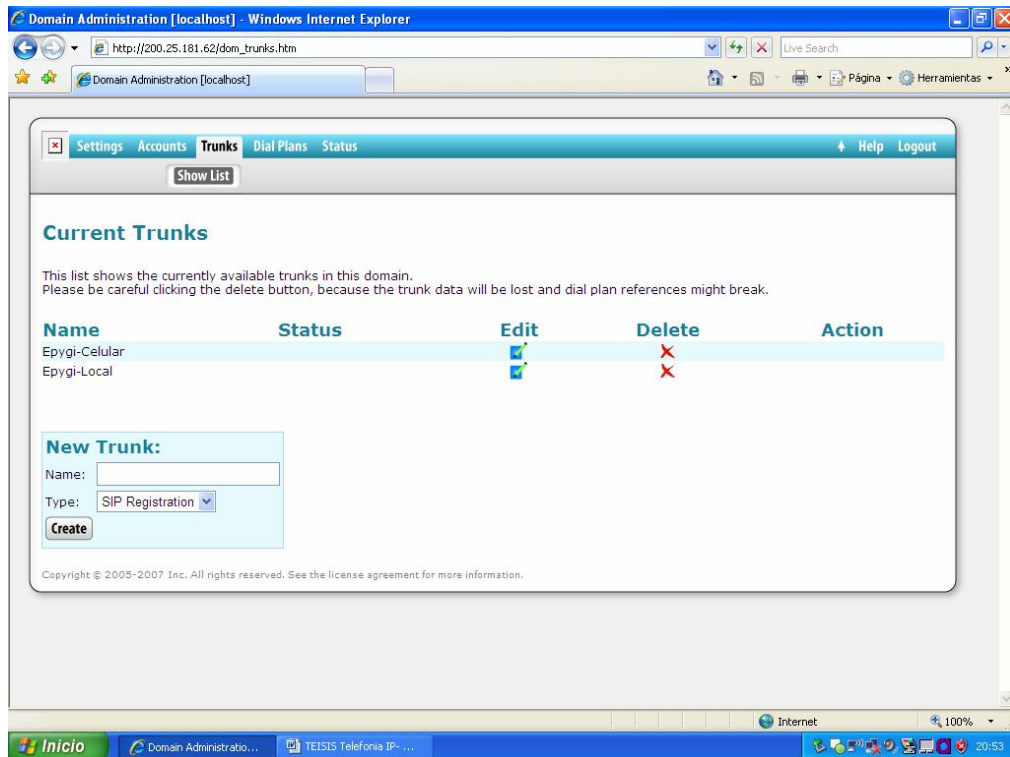 Domain Administration [localhost] - Windows Internet Explorer
http://200.25.181.62/dom_trunks.htm
Live Search
Domain Administration [localhost]
Página
Herramientas
Settings Accounts Trunks Dial Plans Status Help Logout
Show List
Current Trunks
This list shows the currently available trunks in this domain.
Please be careful clicking the delete button, because the trunk data will be lost and dial plan references might break.
Name Status Edit Delete Action
Epygi-Celular
Epygi-Local
New Trunk:
Name:
Type: SIP Registration
Create
Copyright © 2005-2007 Inc. All rights reserved. See the license agreement for more information.
Internet 100%
Inicio Domain Administratio... TEISIS Telefonia IP- ... 20:53